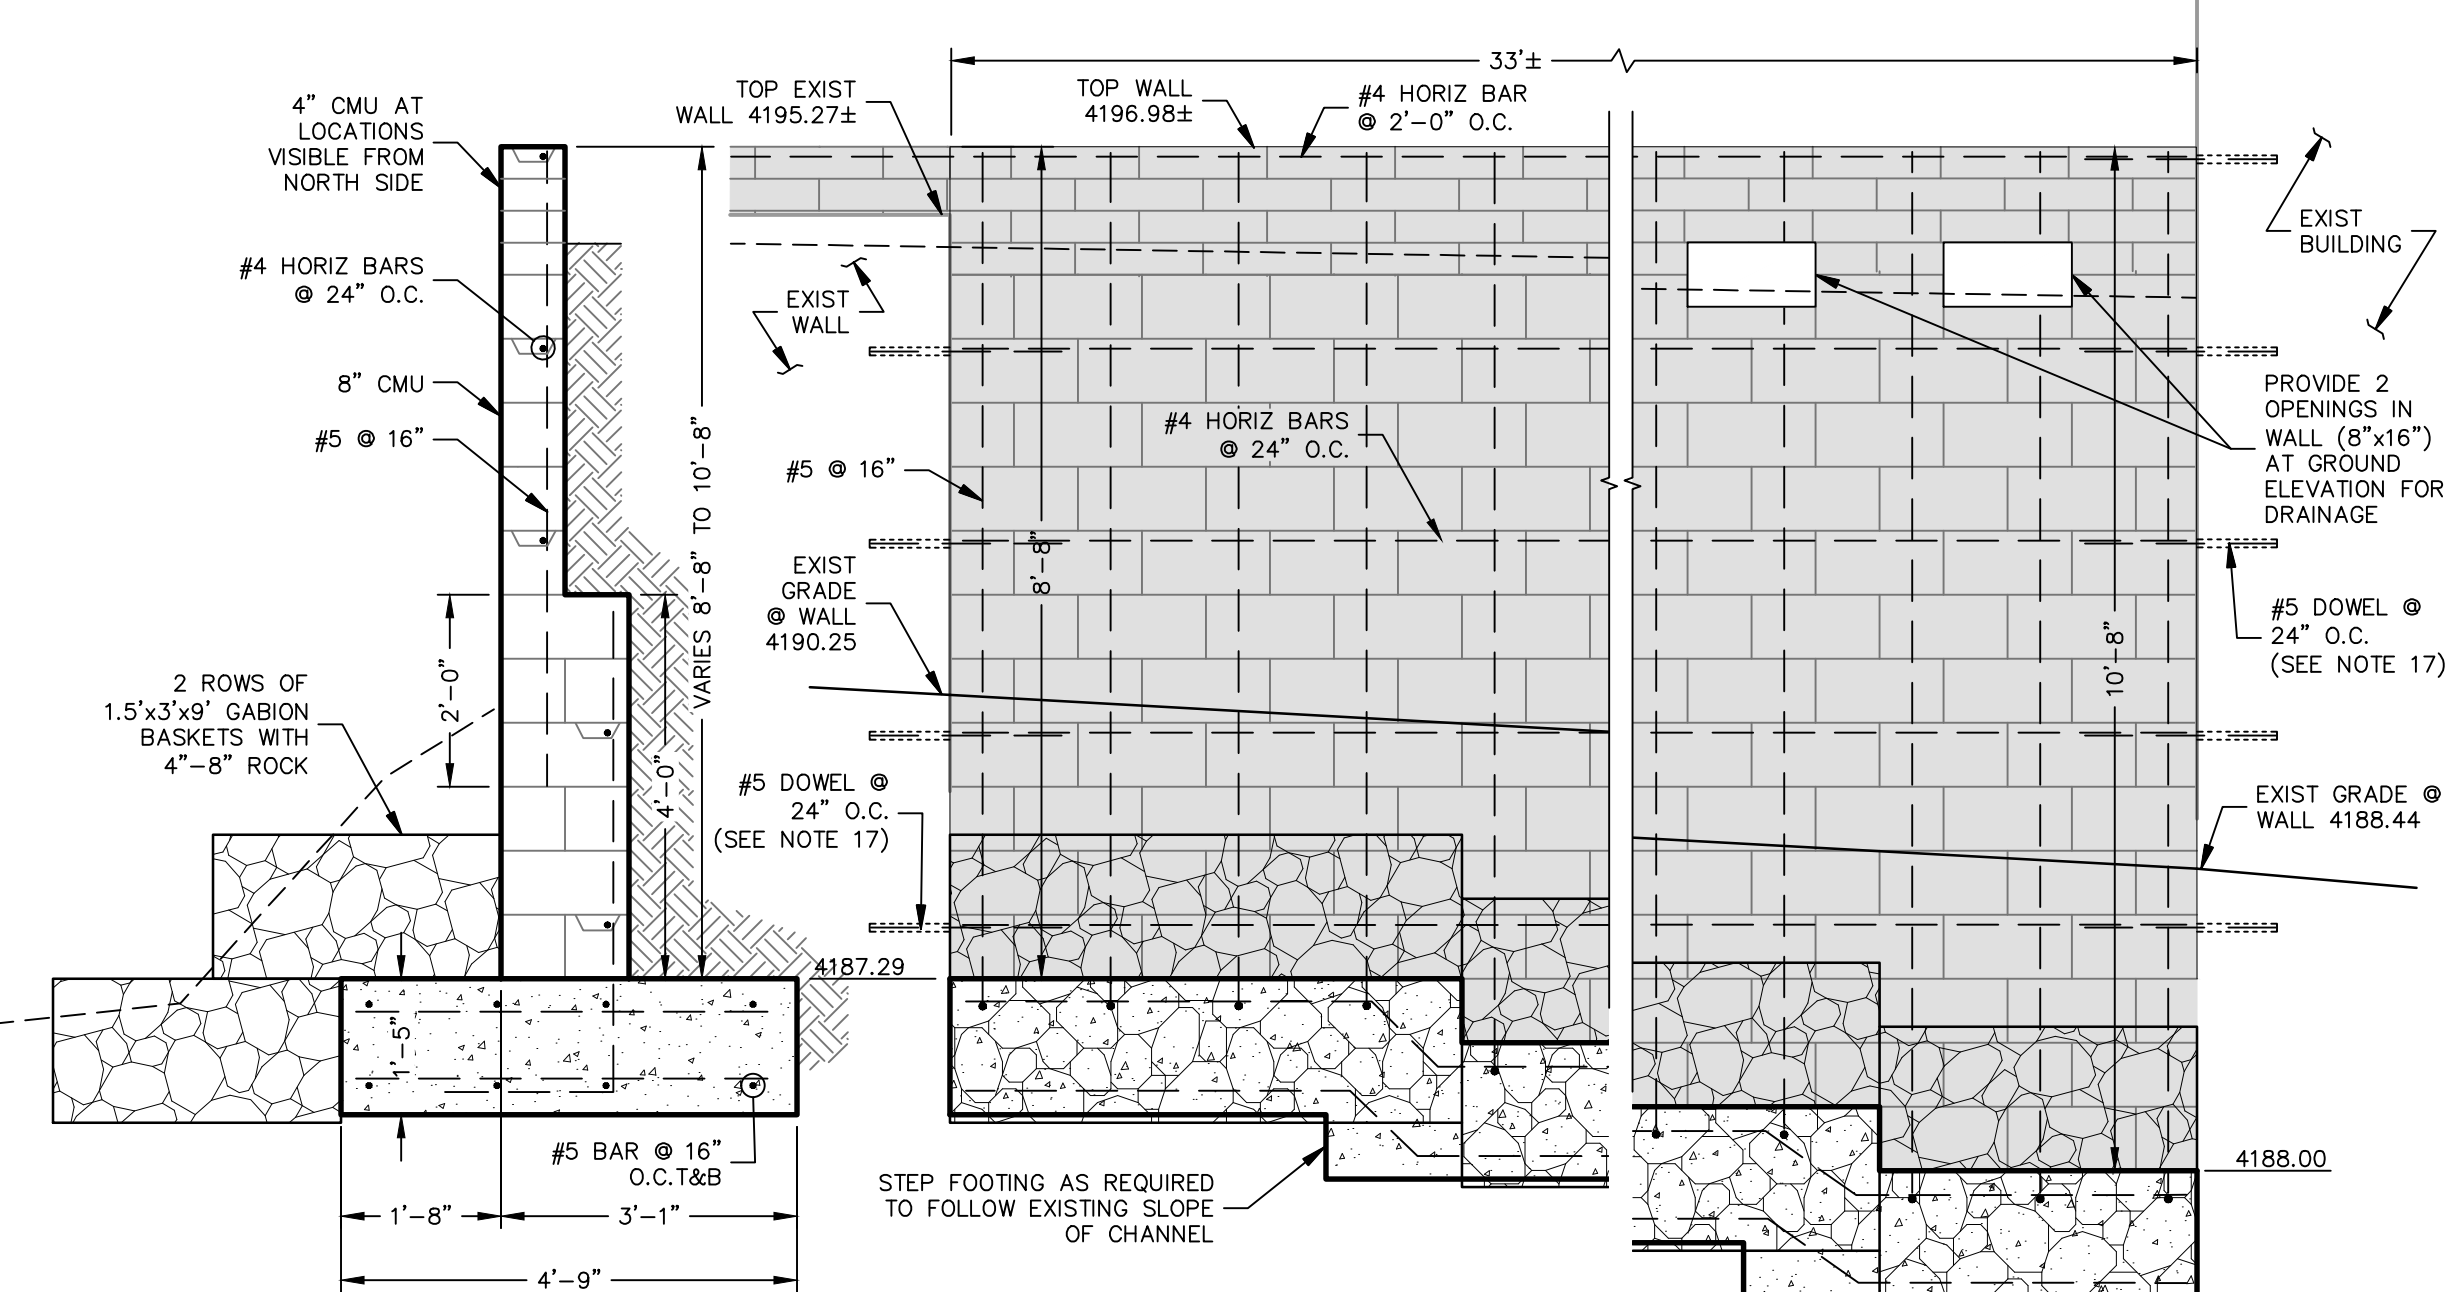 33'±
TOP EXIST
WALL 4195.27±
TOP WALL
4196.98±
#4 HORIZ BAR
@ 2'-0" O.C.
4" CMU AT
LOCATIONS
VISIBLE FROM
NORTH SIDE
#4 HORIZ BARS
@ 24" O.C.
8" CMU
#5 @ 16"
VARIES 8'-8" TO 10'-8"
2'-0"
4'-0"
2 ROWS OF
1.5'x3'x9' GABION
BASKETS WITH
4"-8" ROCK
1'-5"
#5 BAR @ 16"
O.C.T&B
1'-8"
3'-1"
4'-9"
EXIST
WALL
#5 @ 16"
#4 HORIZ BARS
@ 24" O.C.
8'-8"
EXIST
GRADE
@ WALL
4190.25
#5 DOWEL @
24" O.C.
(SEE NOTE 17)
4187.29
STEP FOOTING AS REQUIRED
TO FOLLOW EXISTING SLOPE
OF CHANNEL
10'-8"
EXIST
BUILDING
PROVIDE 2
OPENINGS IN
WALL (8"x16")
AT GROUND
ELEVATION FOR
DRAINAGE
#5 DOWEL @
24" O.C.
(SEE NOTE 17)
EXIST GRADE @
WALL 4188.44
4188.00